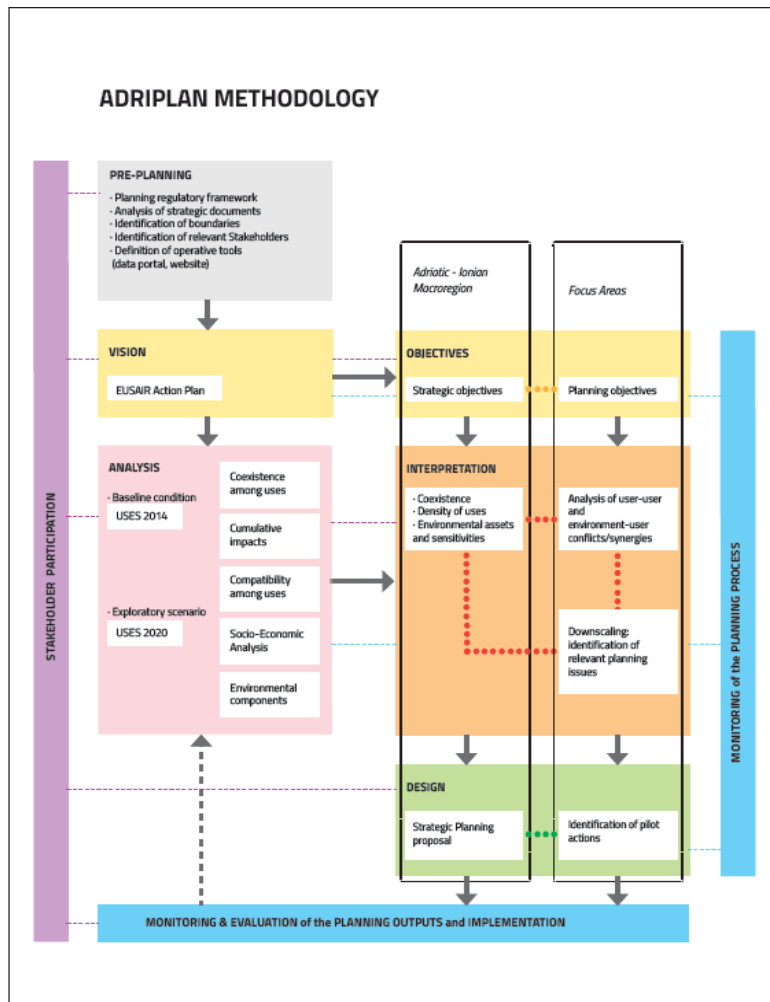 ADRIPLAN METHODOLOGY
PRE-PLANNING
· Planning regulatory framework
· Analysis of strategic documents
· Identification of boundaries
· Identification of relevant Stakeholders
· Definition of operative tools
(data portal, website)
Adriatic - Ionian
Macroregion
Focus Areas
VISION
EUSAIR Action Plan
OBJECTIVES
Strategic objectives
Planning objectives
ANALYSIS
· Baseline condition
USES 2014
· Exploratory scenario
USES 2020
Coexistence
among uses
Cumulative
impacts
Compatibility
among uses
Socio-Economic
Analysis
Environmental
components
INTERPRETATION
· Coexistence
· Density of uses
· Environmental assets
and sensitivities
Analysis of user-user
and
environment-user
conflicts/synergies
Downscaling:
identification of
relevant planning
issues
DESIGN
Strategic Planning
proposal
Identification of pilot
actions
MONITORING & EVALUATION of the PLANNING OUTPUTS and IMPLEMENTATION
STAKEHOLDER PARTICIPATION
MONITORING of the PLANNING PROCESS